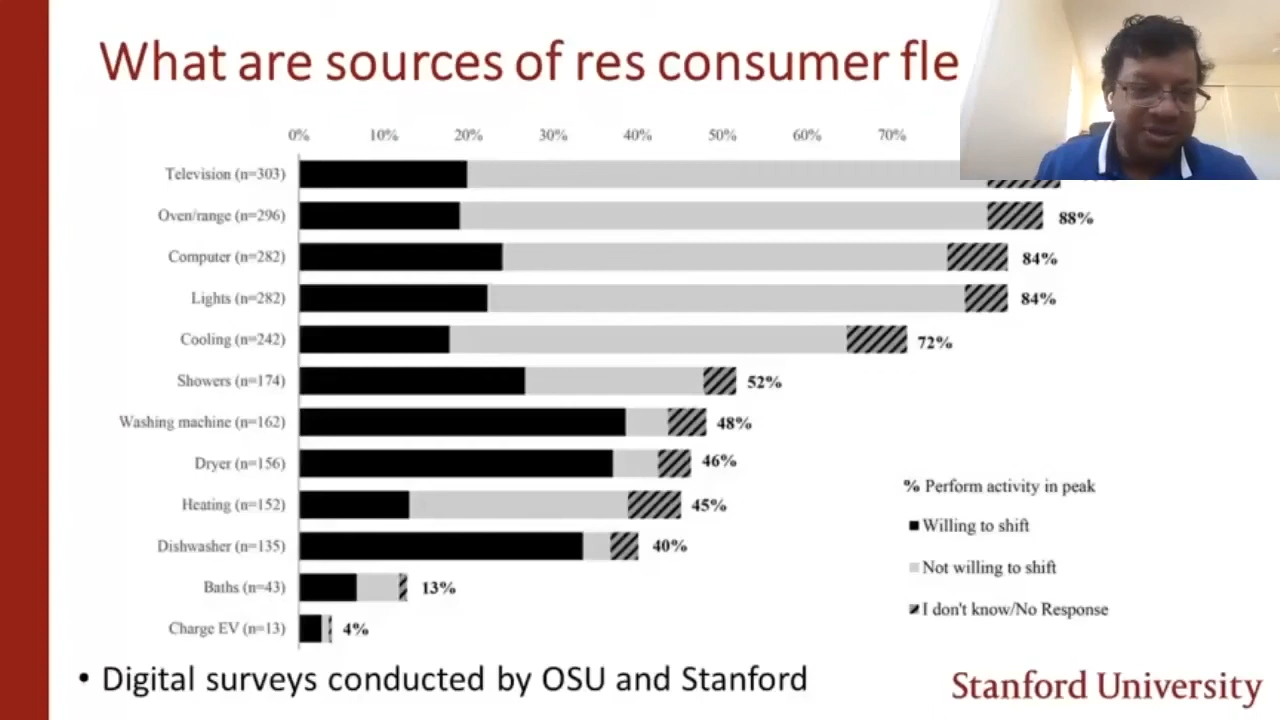 What are sources of res consumer fle
0% 10% 20% 30% 40% 50% 60% 70%
Television (n=303)
Oven/range (n=296) 88%
Computer (n=282) 84%
Lights (n=282) 84%
Cooling (n=242) 72%
Showers (n=174) 52%
Washing machine (n=162) 48%
Dryer (n=156) 46%
Heating (n=152) 45%
Dishwasher (n=135) 40%
Baths (n=43) 13%
Charge EV (n=13) 4%
% Perform activity in peak
Willing to shift
Not willing to shift
I don't know/No Response
• Digital surveys conducted by OSU and Stanford
Stanford University